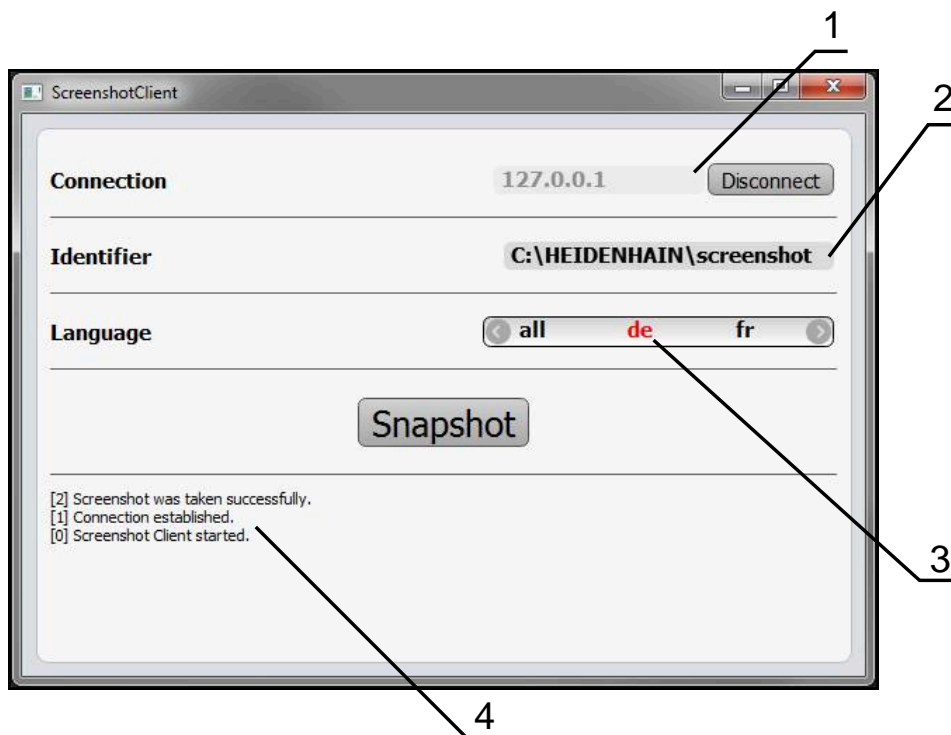 1
ScreenshotClient
2
Connection 127.0.0.1 Disconnect
Identifier C:\HEIDENHAIN\screenshot
Language all de fr
Snapshot
[2] Screenshot was taken successfully.
[1] Connection established.
[0] Screenshot Client started.
3
4